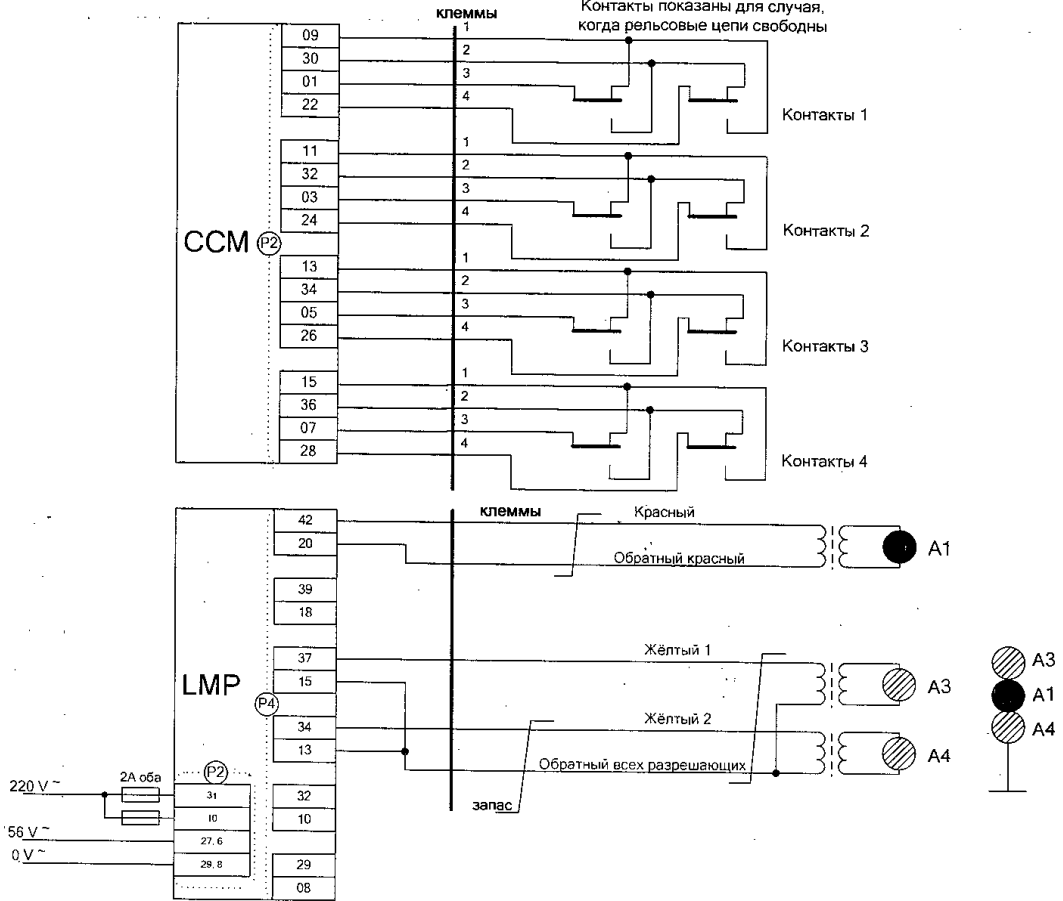 клеммы
Контакты показаны для случая,
когда рельсовые цепи свободны
09
30
01
22
1
2
3
4
Контакты 1
11
32
03
24
1
2
3
4
Контакты 2
CCM
P2
13
34
05
26
1
2
3
4
Контакты 3
15
36
07
28
1
2
3
4
Контакты 4
клеммы
42
20
Красный
Обратный красный
A1
39
18
37
15
Жёлтый 1
A3
LMP
P4
34
13
Жёлтый 2
Обратный всех разрешающих
A4
A3
A1
A4
запас
P2
220 V ~
2А оба
31
10
56 V ~
27, 6
0 V ~
29, 8
32
10
29
08